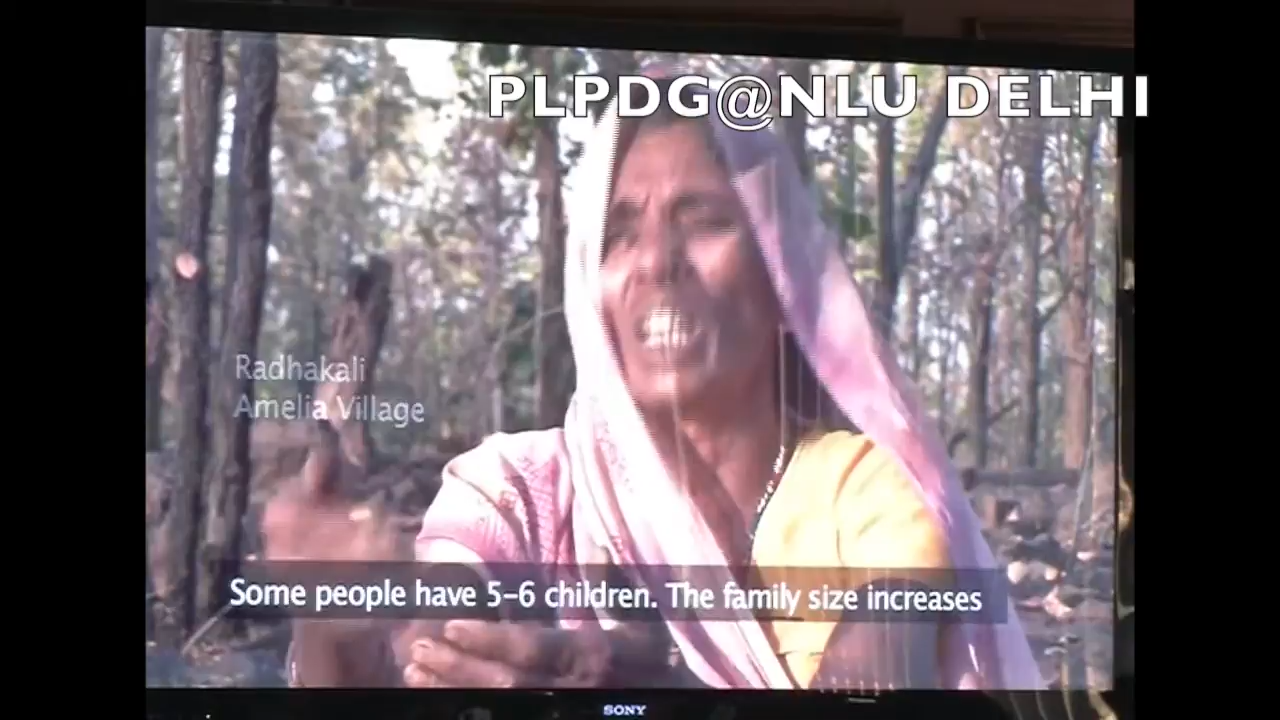 PLPDG@NLU DELHI
Radhakali
Amelia Village
Some people have 5-6 children. The family size increases
SONY